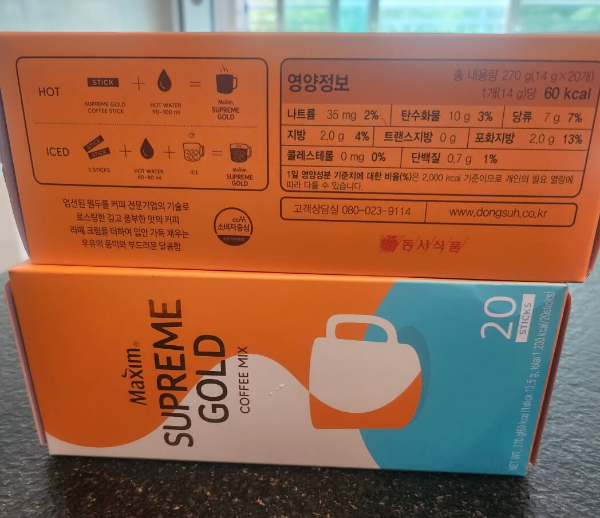 HOT
STICK
SUPREME GOLD
COFFEE STICK
+
HOT WATER
90~100 ml
=
Maxim.
SUPREME
GOLD
ICED
STICK
STICK
2 STICKS
+
HOT WATER
60~80 ml
+
ICE
=
Maxim.
SUPREME
GOLD
엄선된 원두를 커피 전문기업의 기술로
로스팅한 깊고 풍부한 맛의 커피
라떼 크림을 더하여 입안 가득 채우는
우유의 풍미와 부드러운 달콤함
소비자중심
영양정보
총 내용량 270 g(14 g×20개)
1개(14 g)당 60 kcal
나트륨 35 mg 2% 탄수화물 10 g 3% 당류 7 g 7%
지방 2.0 g 4% 트랜스지방 0 g 포화지방 2.0 g 13%
콜레스테롤 0 mg 0% 단백질 0.7 g 1%
1일 영양성분 기준치에 대한 비율(%)은 2,000 kcal 기준이므로 개인의 필요 열량에
따라 다를 수 있습니다.
고객상담실 080-023-9114
www.dongsuh.co.kr
동서식품
Maxim®
SUPREME
GOLD
COFFEE MIX
20
STICKS